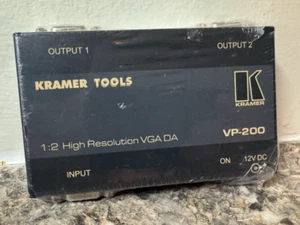 OUTPUT 1 OUTPUT 2
KRAMER TOOLS
K
KRAMER
1:2 High Resolution VGA DA VP-200
INPUT ON 12V DC